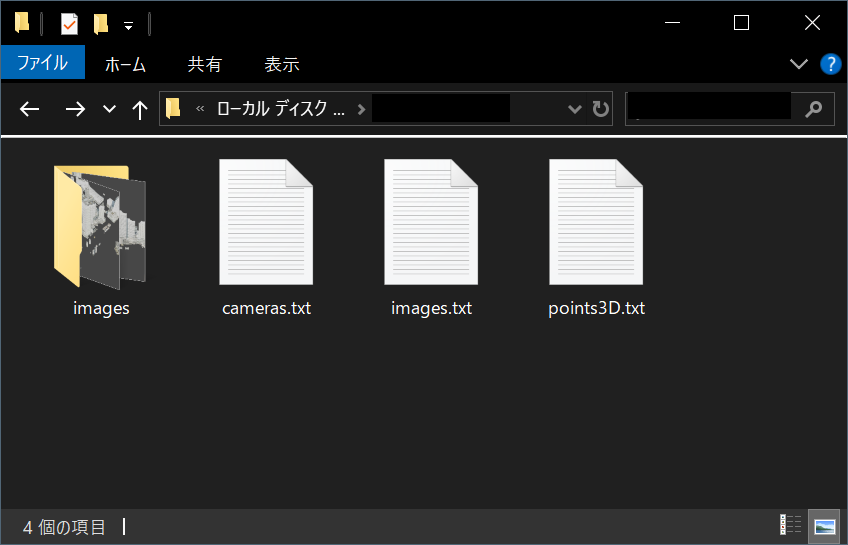 ファイル ホーム 共有 表示 ?
« ローカル ディスク ...
images cameras.txt images.txt points3D.txt
4 個の項目